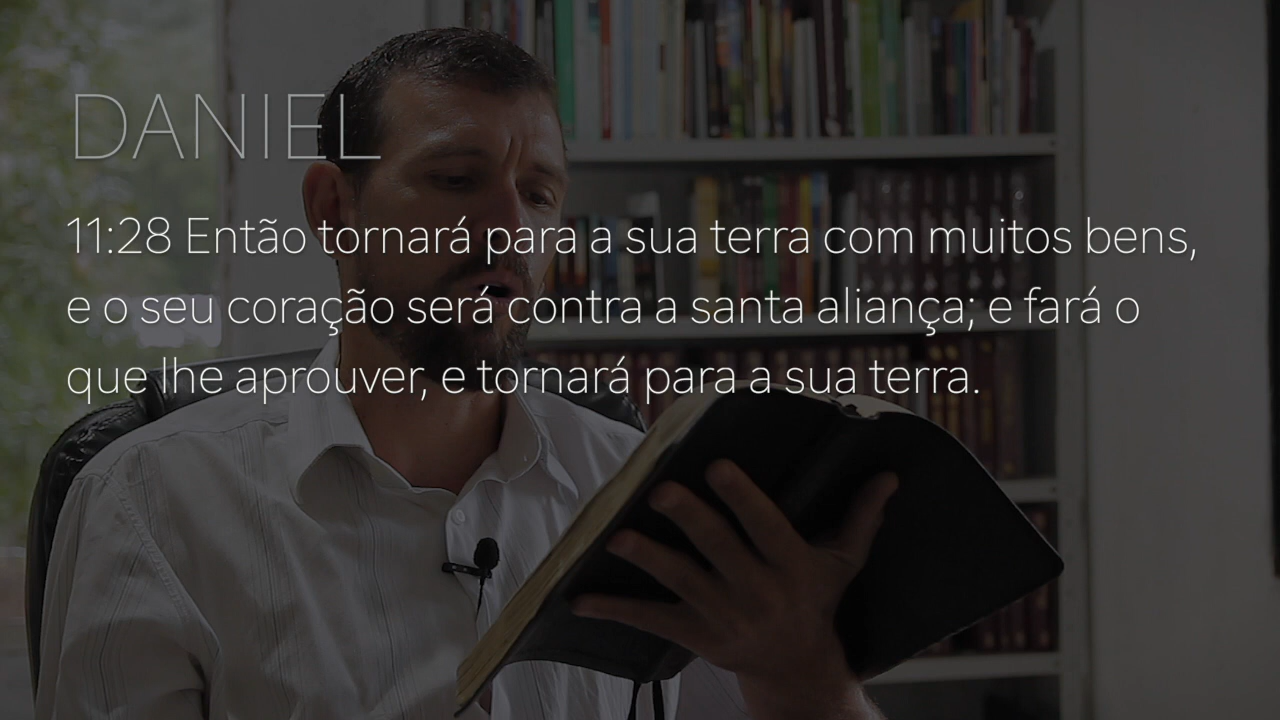 DANIEL
11:28 Então tornará para a sua terra com muitos bens,
e o seu coração será contra a santa aliança; e fará o
que lhe aprouver, e tornará para a sua terra.